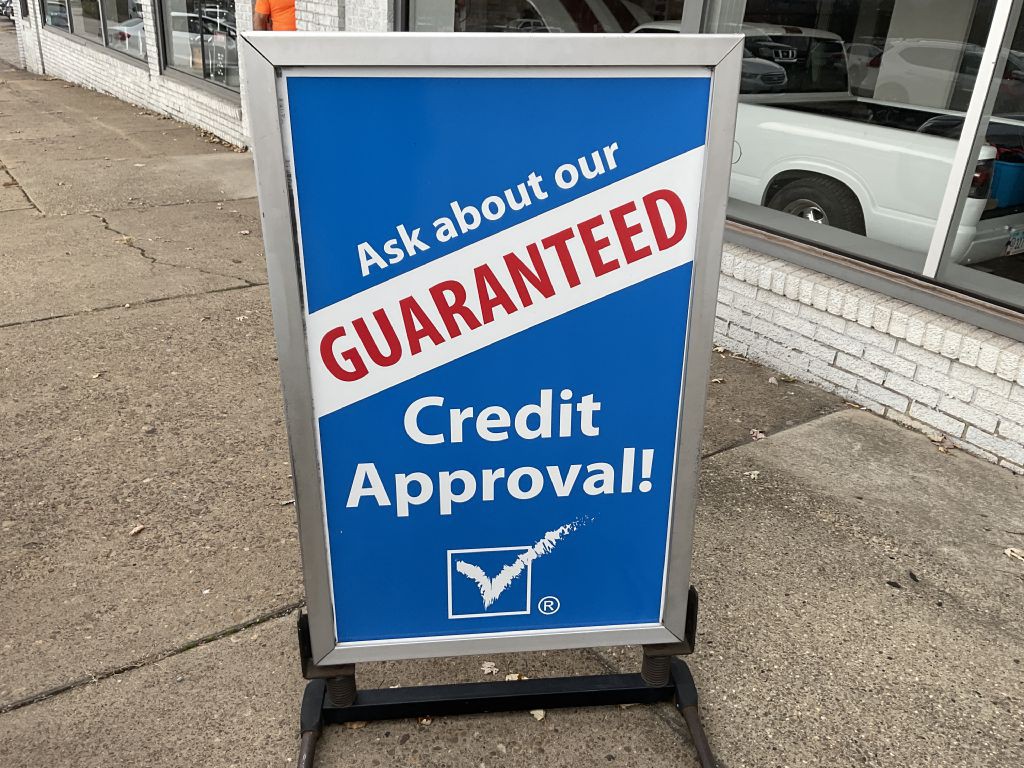 Ask about our
GUARANTEED
Credit
Approval!
®